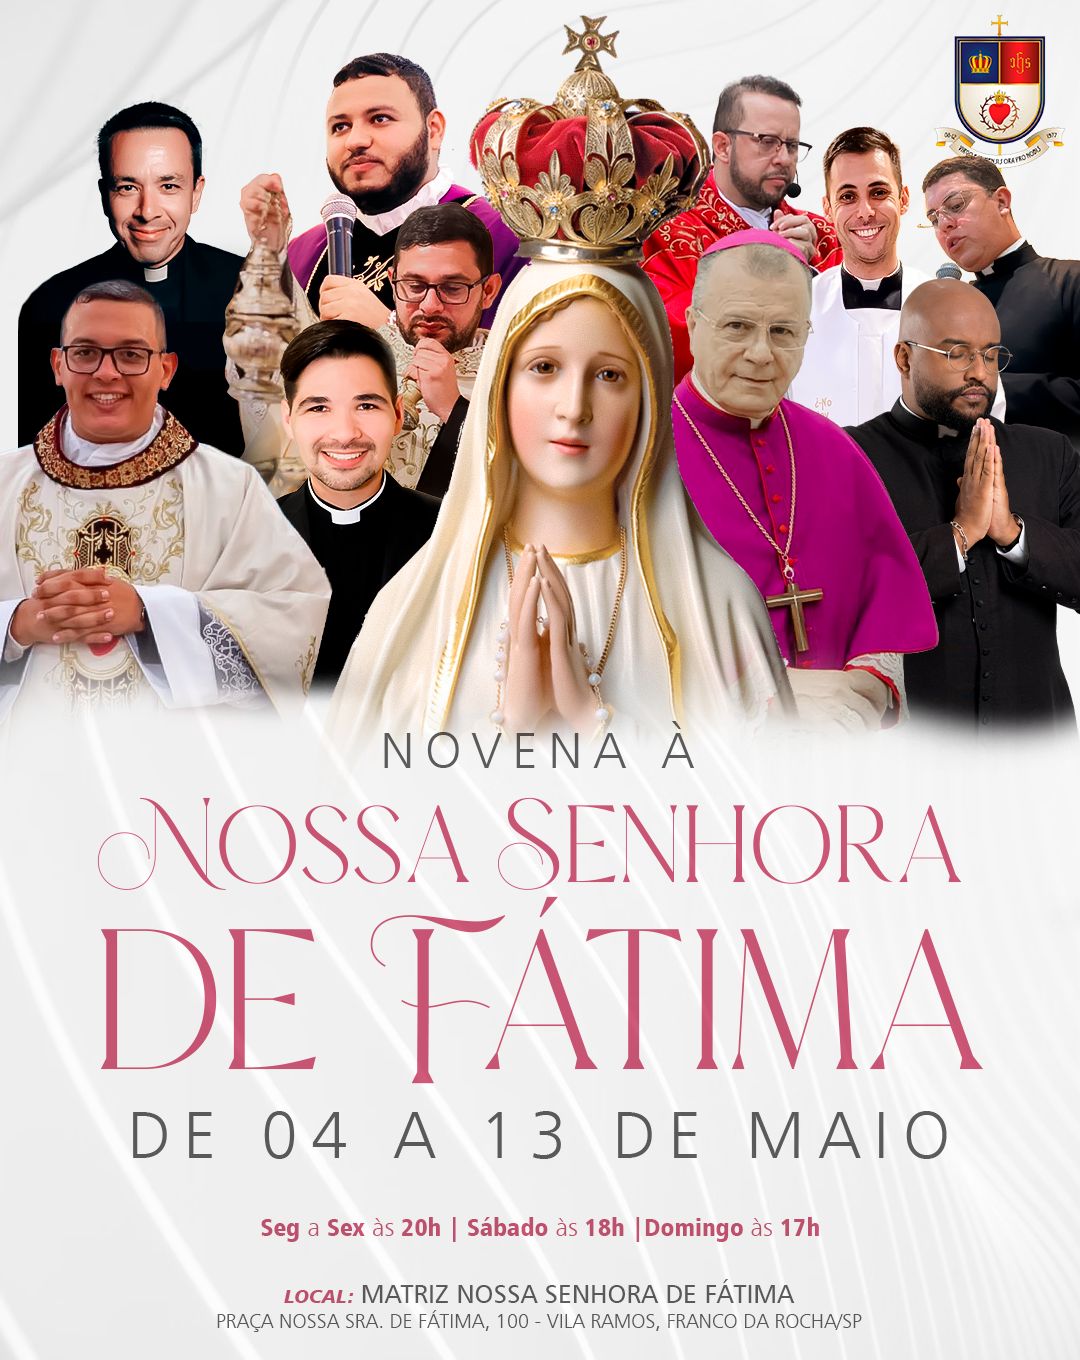 NOVENA À
NOSSA SENHORA
DE FÁTIMA
DE 04 A 13 DE MAIO
Seg a Sex às 20h | Sábado às 18h |Domingo às 17h
LOCAL: MATRIZ NOSSA SENHORA DE FÁTIMA
PRAÇA NOSSA SRA. DE FÁTIMA, 100 - VILA RAMOS, FRANCO DA ROCHA/SP